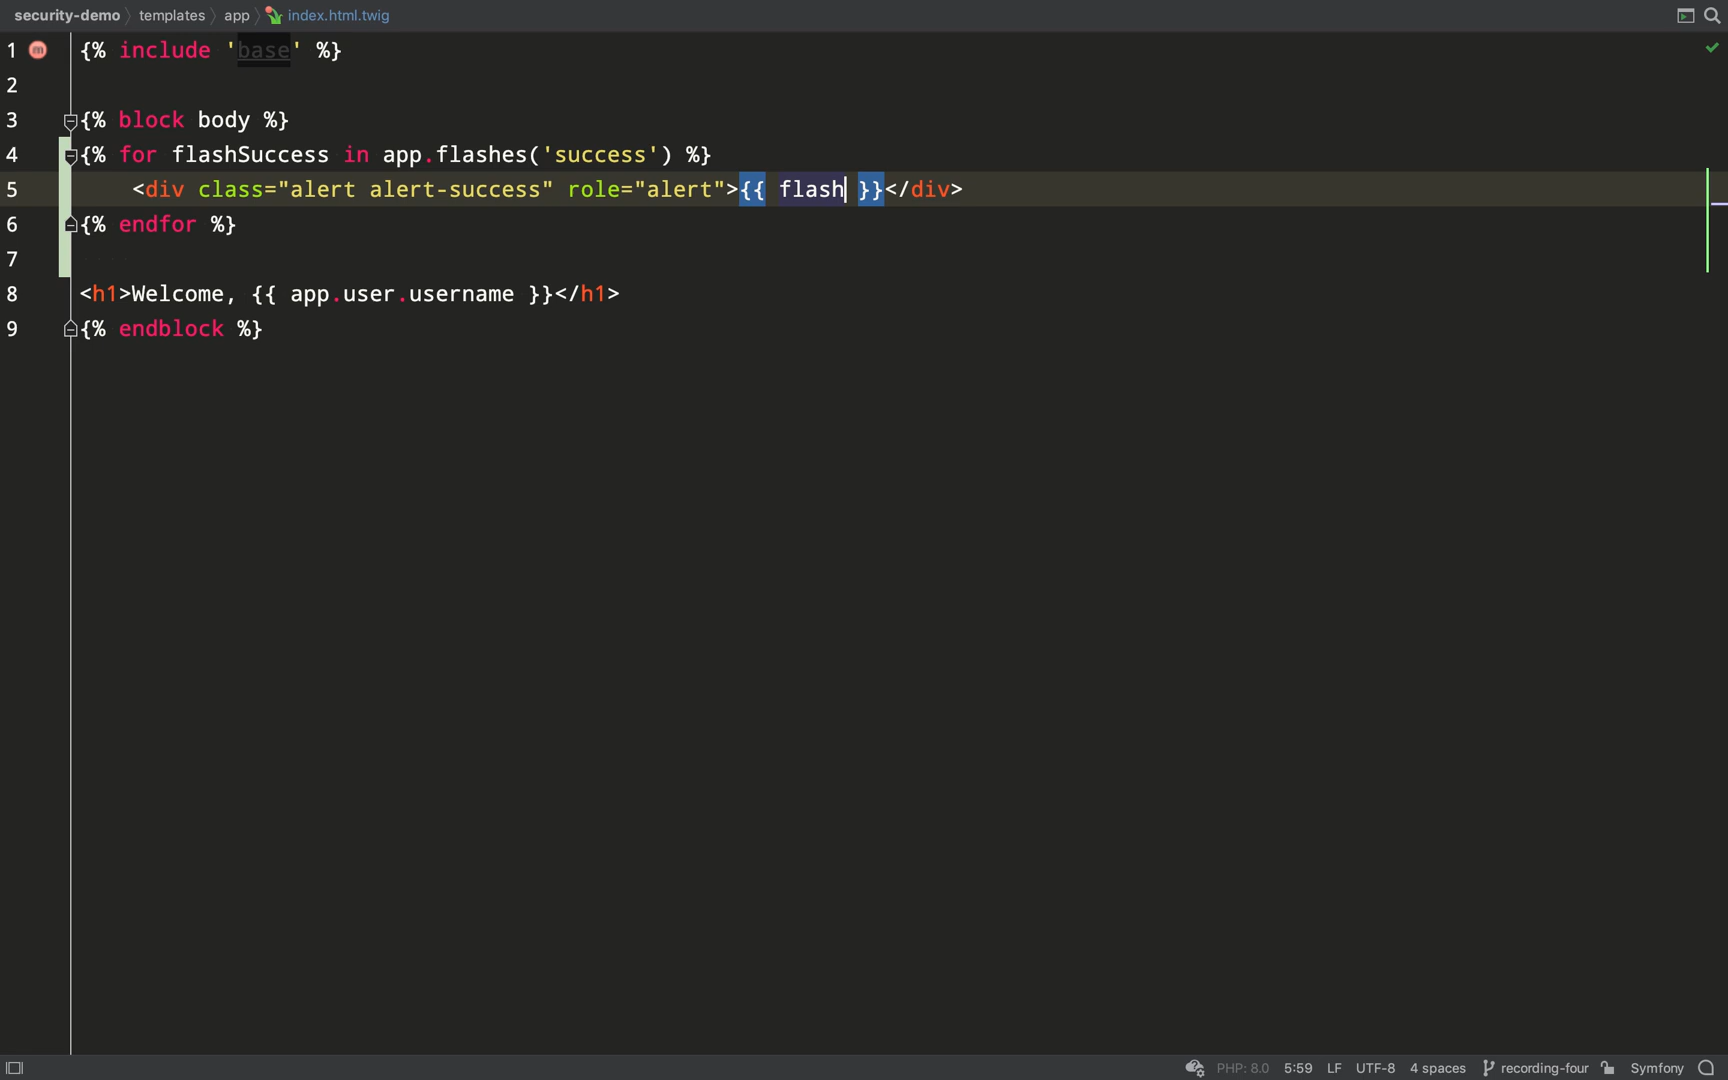 security-demo templates app index.html.twig
1 {% include 'base' %}
2
3 {% block body %}
4 {% for flashSuccess in app.flashes('success') %}
5 <div class="alert alert-success" role="alert">{{ flash }}</div>
6 {% endfor %}
7
8 <h1>Welcome, {{ app.user.username }}</h1>
9 {% endblock %}
PHP: 8.0 5:59 LF UTF-8 4 spaces recording-four Symfony